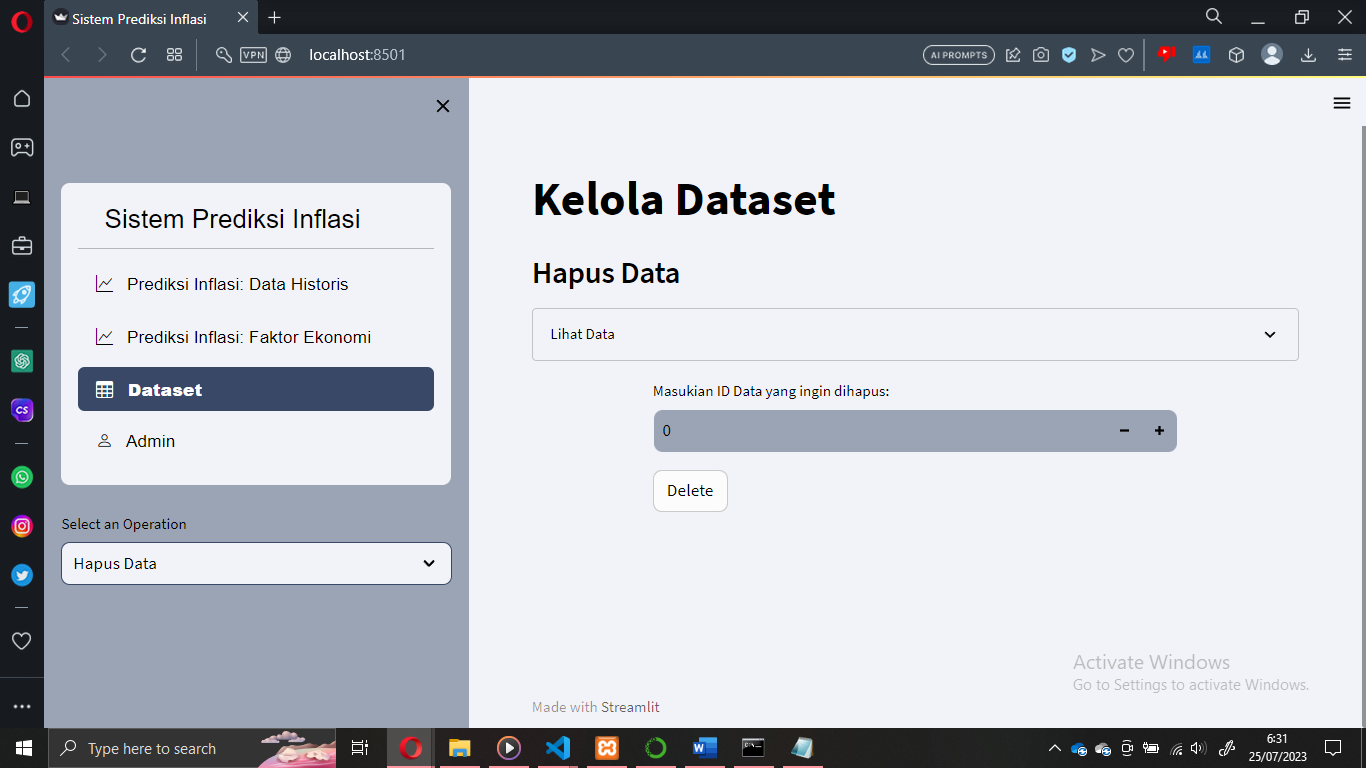 Sistem Prediksi Inflasi
VPN
localhost:8501
AI PROMPTS
Sistem Prediksi Inflasi
Prediksi Inflasi: Data Historis
Prediksi Inflasi: Faktor Ekonomi
Dataset
Admin
Select an Operation
Hapus Data
Kelola Dataset
Hapus Data
Lihat Data
Masukian ID Data yang ingin dihapus:
0
Delete
Made with Streamlit
Activate Windows
Go to Settings to activate Windows.
CS
Type here to search
6:31
25/07/2023